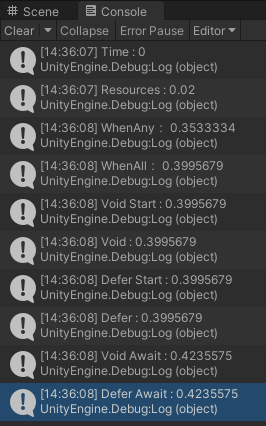 Scene Console
Clear Collapse Error Pause Editor
[14:36:07] Time : 0
UnityEngine.Debug:Log (object)
[14:36:07] Resources : 0.02
UnityEngine.Debug:Log (object)
[14:36:08] WhenAny： 0.3533334
UnityEngine.Debug:Log (object)
[14:36:08] WhenAll： 0.3995679
UnityEngine.Debug:Log (object)
[14:36:08] Void Start : 0.3995679
UnityEngine.Debug:Log (object)
[14:36:08] Void : 0.3995679
UnityEngine.Debug:Log (object)
[14:36:08] Defer Start : 0.3995679
UnityEngine.Debug:Log (object)
[14:36:08] Defer : 0.3995679
UnityEngine.Debug:Log (object)
[14:36:08] Void Await : 0.4235575
UnityEngine.Debug:Log (object)
[14:36:08] Defer Await : 0.4235575
UnityEngine.Debug:Log (object)